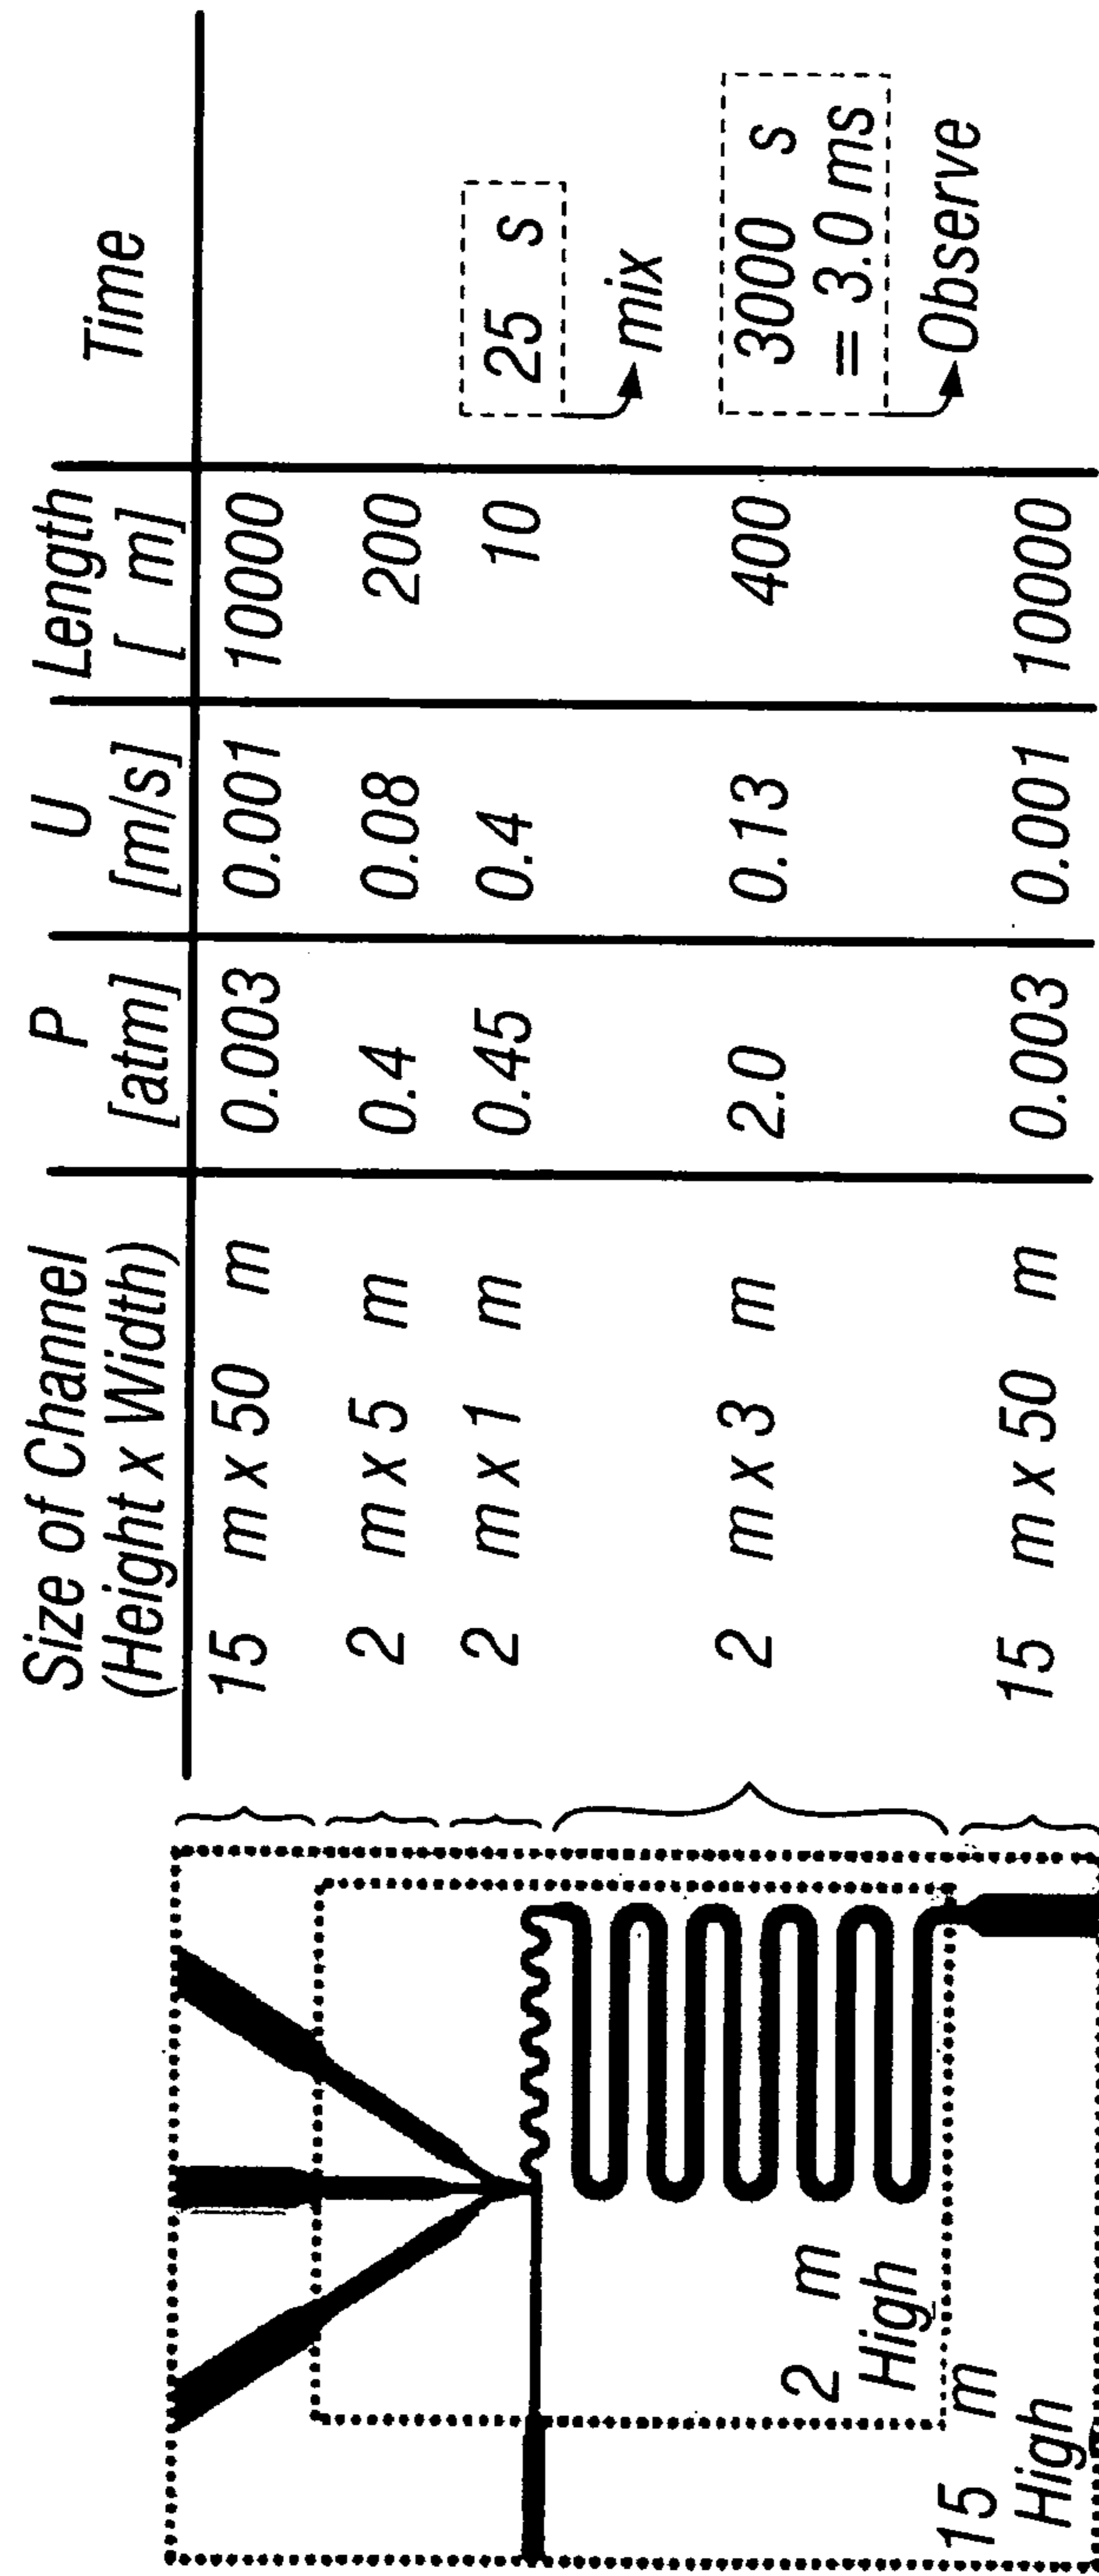 Size of Channel
(Height x Width)
P
[atm]
U
[m/s]
Length
[ m]
Time
15 m x 50 m 0.003 0.001 10000
2 m x 5 m 0.4 0.08 200
2 m x 1 m 0.45 0.4 10 25 s
mix
2 m x 3 m 2.0 0.13 400 3000 s
= 3.0 ms
Observe
15 m x 50 m 0.003 0.001 10000
2 m
High
15 m
High